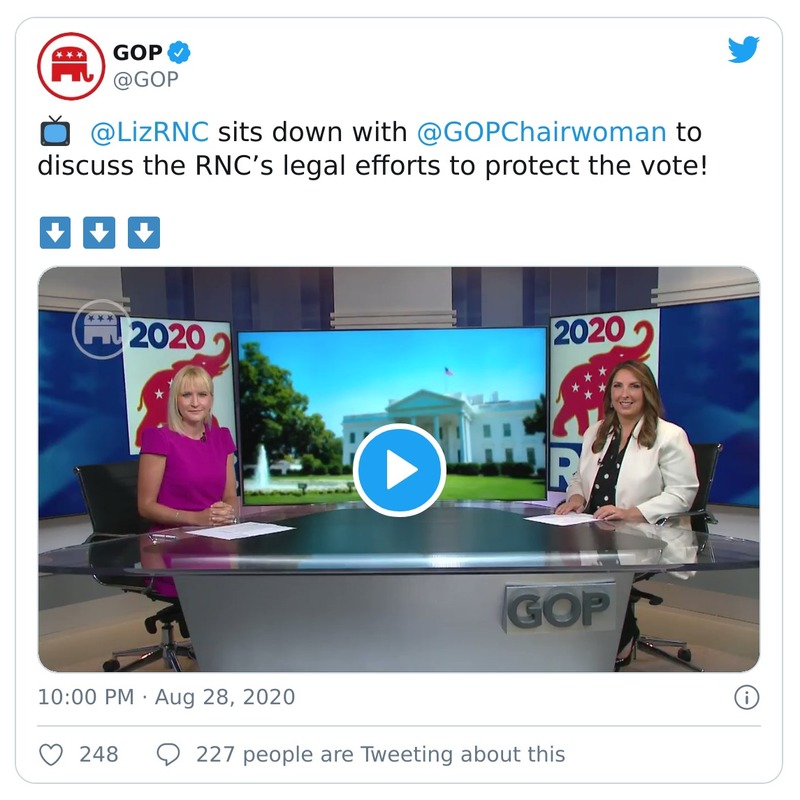 GOP
@GOP
@LizRNC sits down with @GOPChairwoman to
discuss the RNC’s legal efforts to protect the vote!
2020
2020
R
GOP
10:00 PM · Aug 28, 2020
248
227 people are Tweeting about this